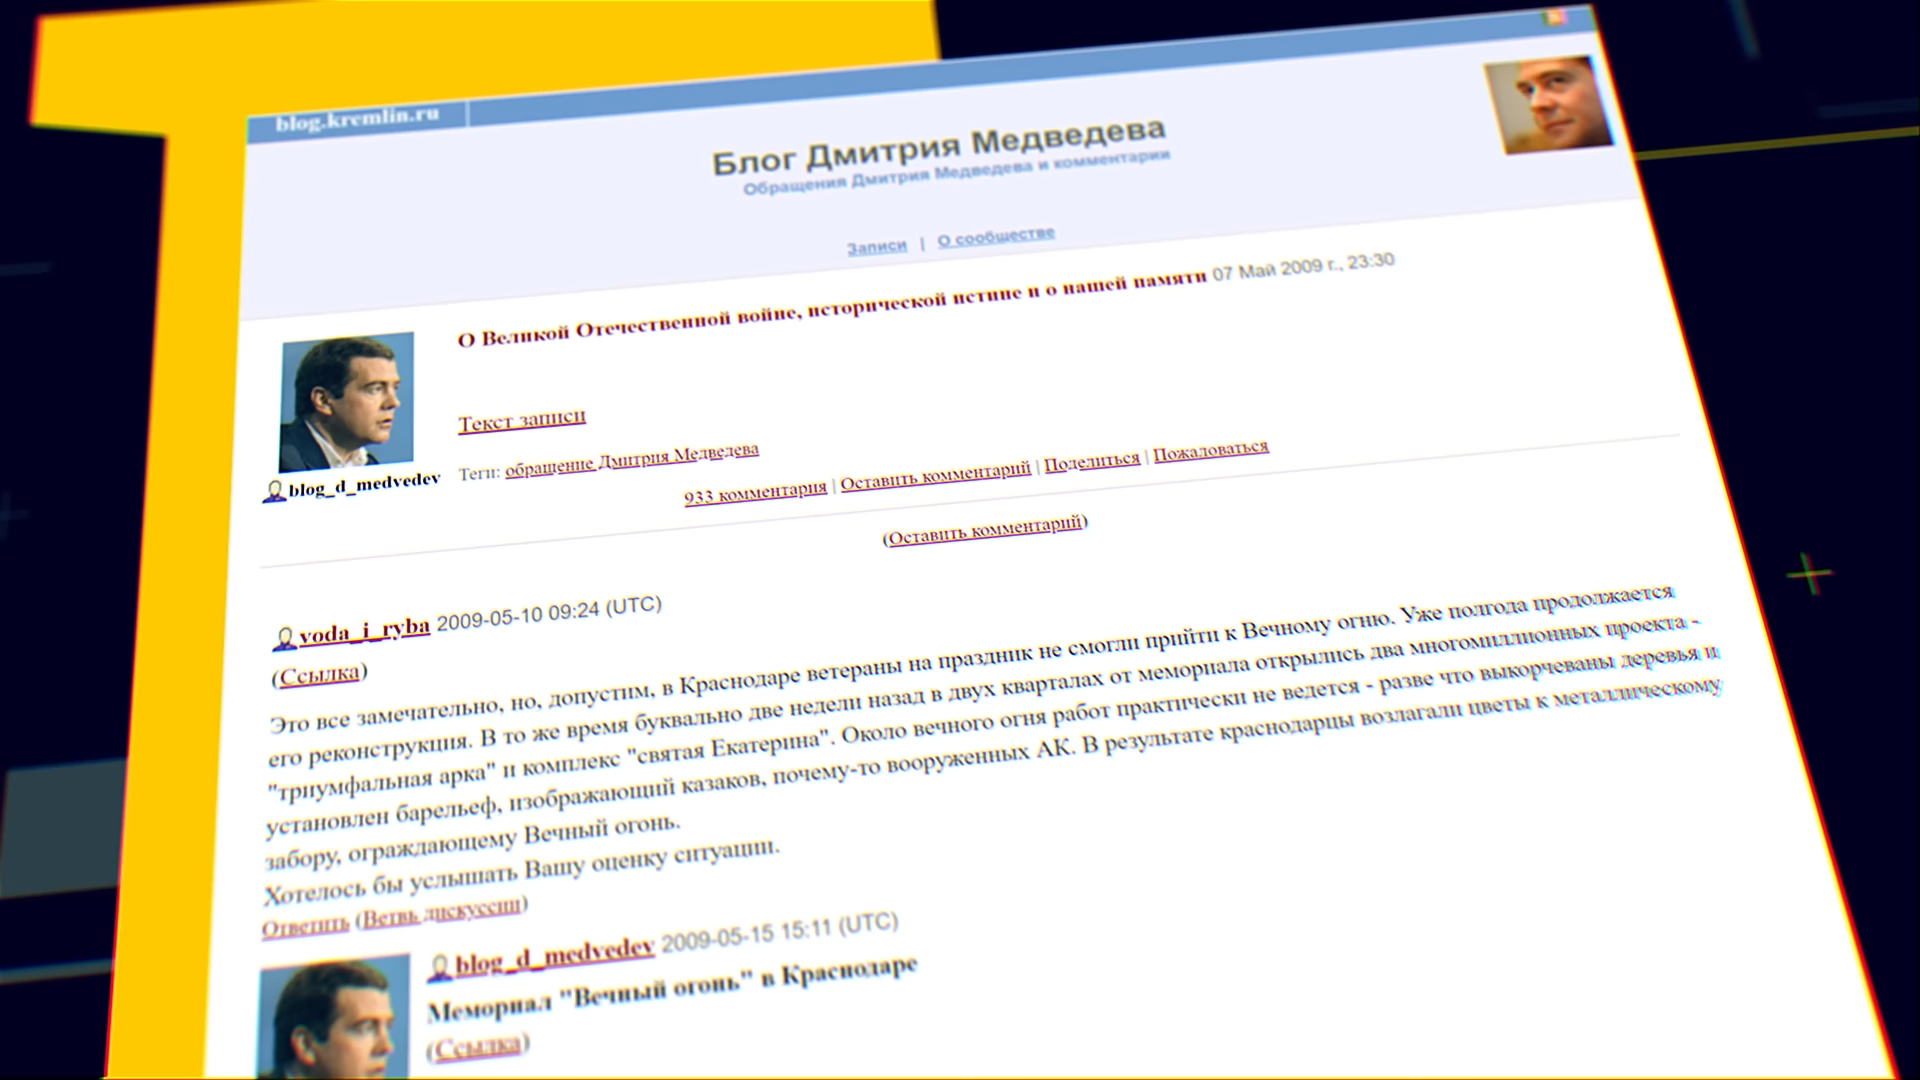 blog.kremlin.ru
Блог Дмитрия Медведева
Обращения Дмитрия Медведева и комментарии
Записи | О сообществе
О Великой Отечественной войне, исторической истине и о нашей памяти 07 Май 2009 г., 23:30
Текст записи
blog_d_medvedev
Теги: обращение Дмитрия Медведева
933 комментария | Оставить комментарий | Поделиться | Пожаловаться
(Оставить комментарий)
voda_i_ryba 2009-05-10 09:24 (UTC)
(Ссылка)
Это все замечательно, но, допустим, в Краснодаре ветераны на праздник не смогли прийти к Вечному огню. Уже полгода продолжается
его реконструкция. В то же время буквально две недели назад в двух кварталах от мемориала открылись два многомиллионных проекта -
"триумфальная арка" и комплекс "святая Екатерина". Около вечного огня работ практически не ведется - разве что выкорчеваны деревья и
установлен барельеф, изображающий казаков, почему-то вооруженных АК. В результате краснодарцы возлагали цветы к металлическому
забору, ограждающему Вечный огонь.
Хотелось бы услышать Вашу оценку ситуации.
Ответить (Ветвь дискуссии)
blog_d_medvedev 2009-05-15 15:11 (UTC)
Мемориал "Вечный огонь" в Краснодаре
(Ссылка)